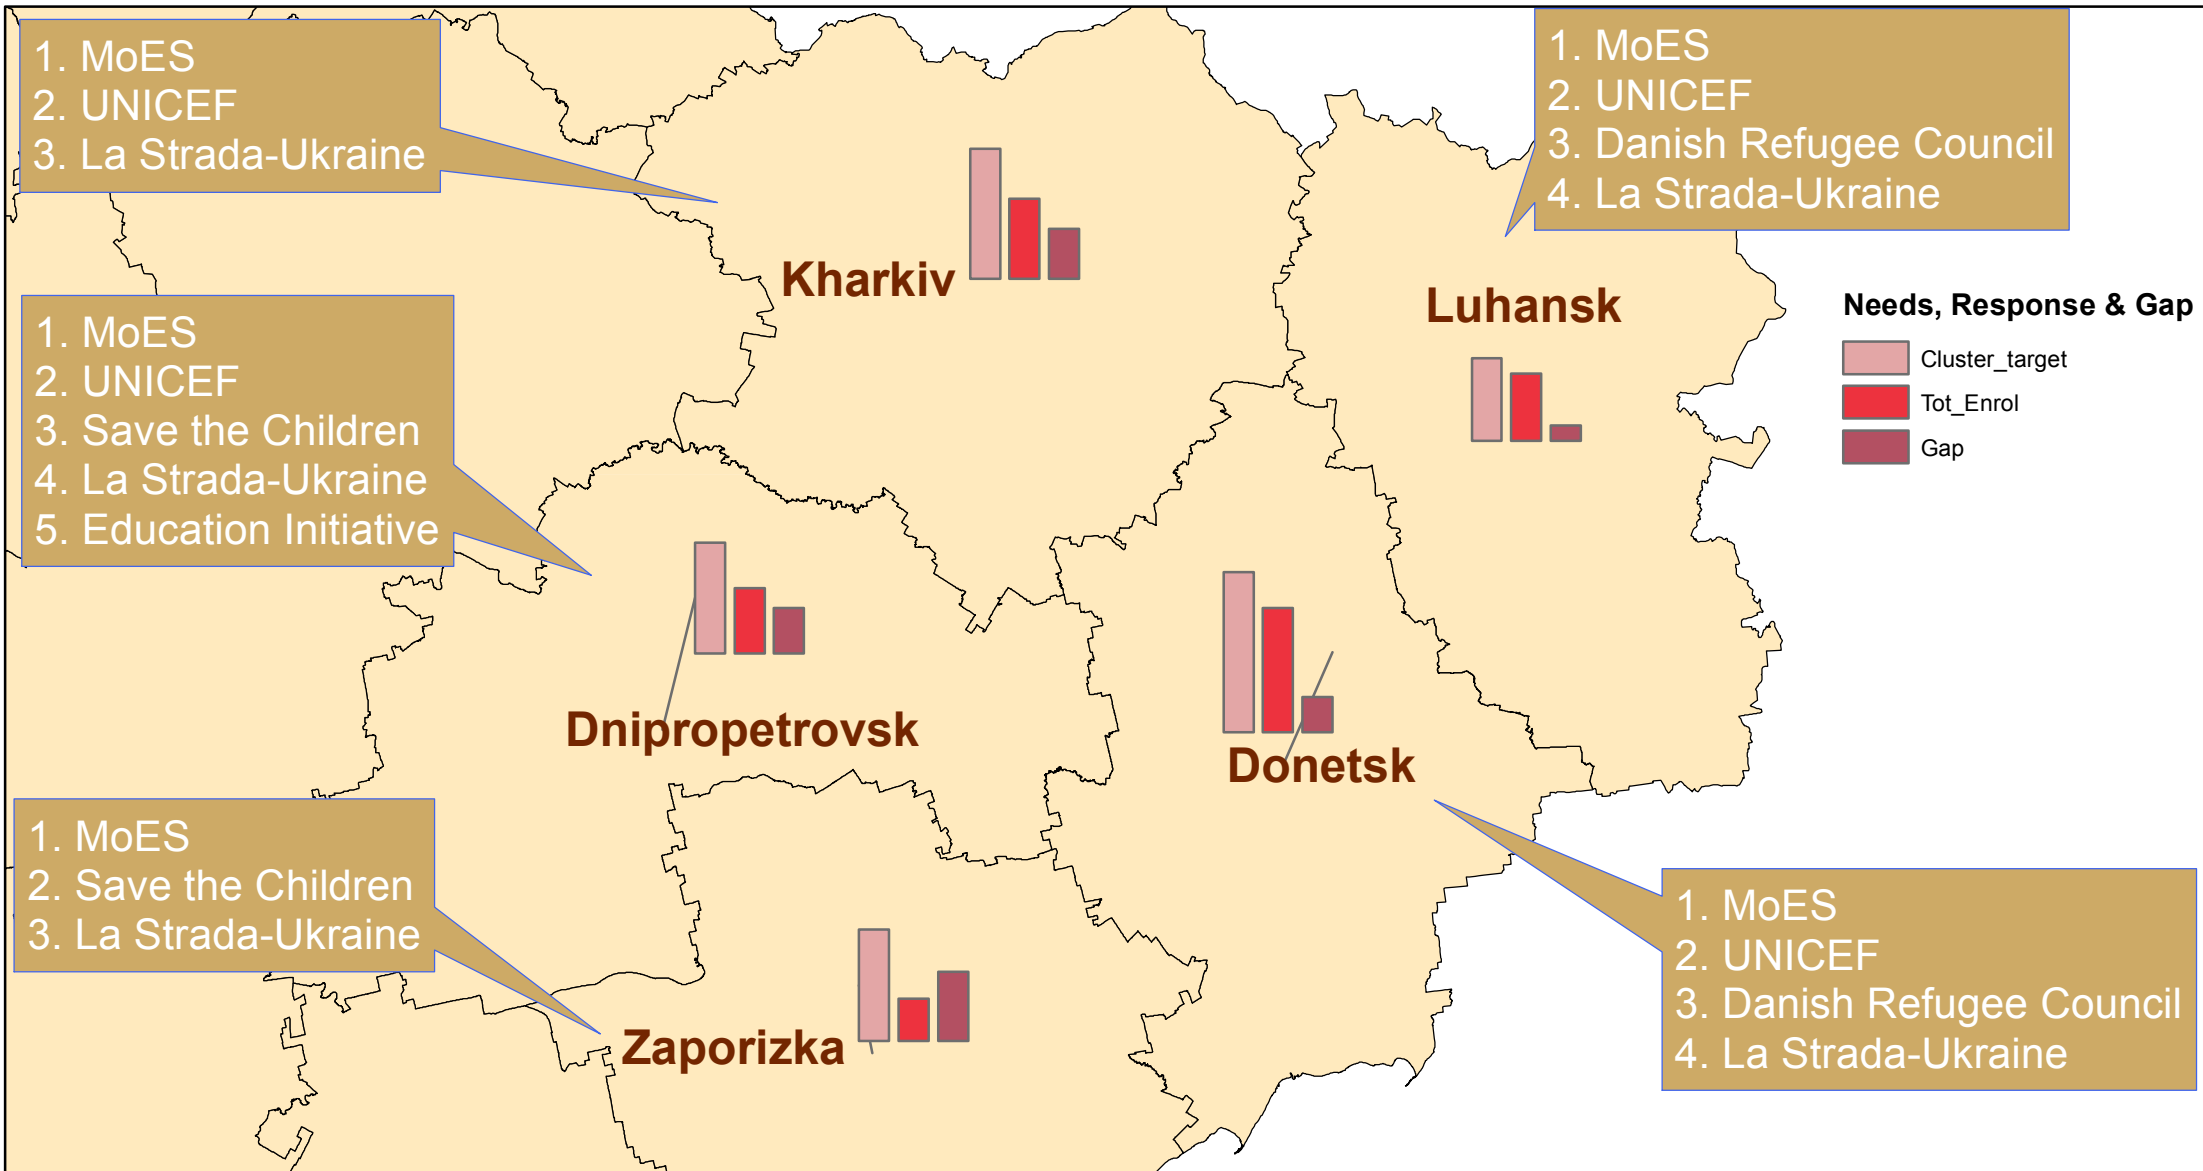 1. MoES
2. UNICEF
3. La Strada-Ukraine
1. MoES
2. UNICEF
3. Danish Refugee Council
4. La Strada-Ukraine
Kharkiv
Luhansk
Needs, Response & Gap
Cluster_target
Tot_Enrol
Gap
1. MoES
2. UNICEF
3. Save the Children
4. La Strada-Ukraine
5. Education Initiative
Dnipropetrovsk
Donetsk
1. MoES
2. Save the Children
3. La Strada-Ukraine
Zaporizka
1. MoES
2. UNICEF
3. Danish Refugee Council
4. La Strada-Ukraine